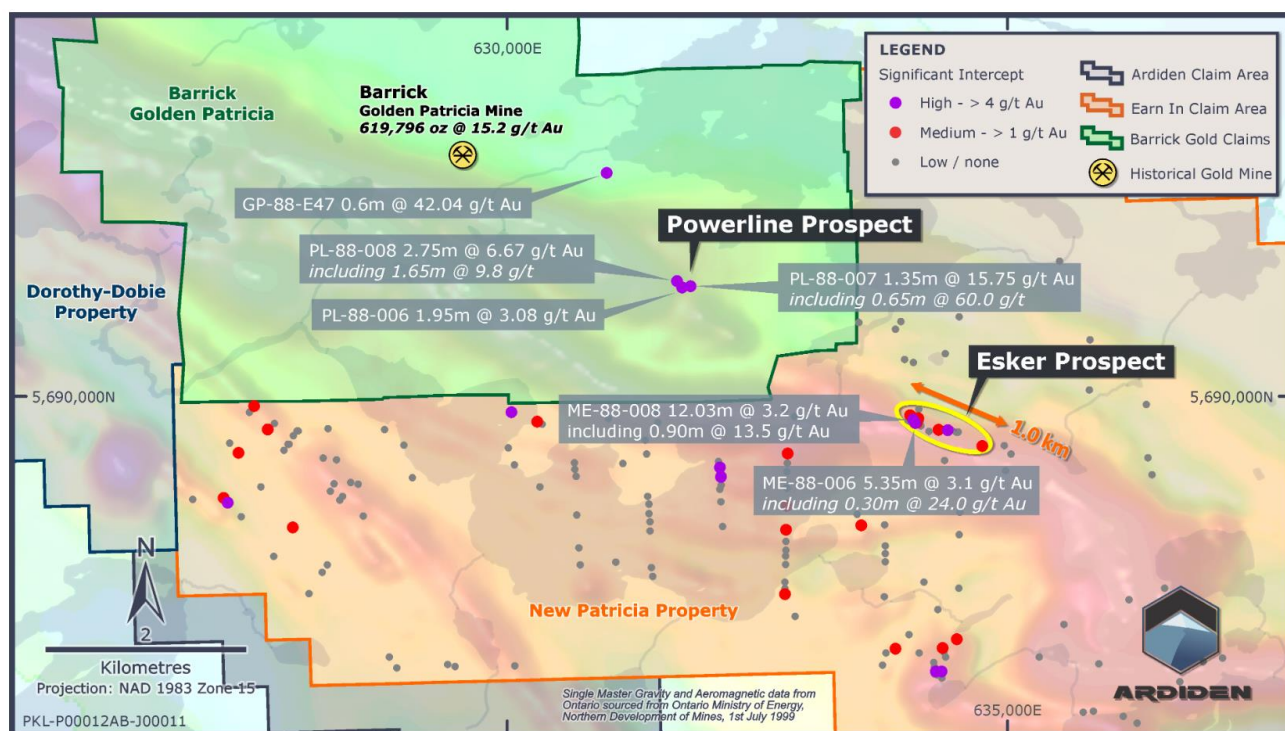 630,000E
LEGEND
Significant Intercept
High - > 4 g/t Au
Medium - > 1 g/t Au
Low / none
Ardiden Claim Area
Earn In Claim Area
Barrick Gold Claims
Historical Gold Mine
Barrick
Golden Patricia
Barrick
Golden Patricia Mine
619,796 oz @ 15.2 g/t Au
GP-88-E47 0.6m @ 42.04 g/t Au
Powerline Prospect
PL-88-008 2.75m @ 6.67 g/t Au
including 1.65m @ 9.8 g/t
PL-88-007 1.35m @ 15.75 g/t Au
including 0.65m @ 60.0 g/t
PL-88-006 1.95m @ 3.08 g/t Au
Dorothy-Dobie
Property
Esker Prospect
5,690,000N
5,690,000N
ME-88-008 12.03m @ 3.2 g/t Au
including 0.90m @ 13.5 g/t Au
1.0 km
ME-88-006 5.35m @ 3.1 g/t Au
including 0.30m @ 24.0 g/t Au
N
New Patricia Property
2
Kilometres
Projection: NAD 1983 Zone 15
PKL-P00012AB-J00011
Single Master Gravity and Aeromagnetic data from
Ontario sourced from Ontario Ministry of Energy,
Northern Development of Mines, 1st July 1999
635,000E
ARDIDEN